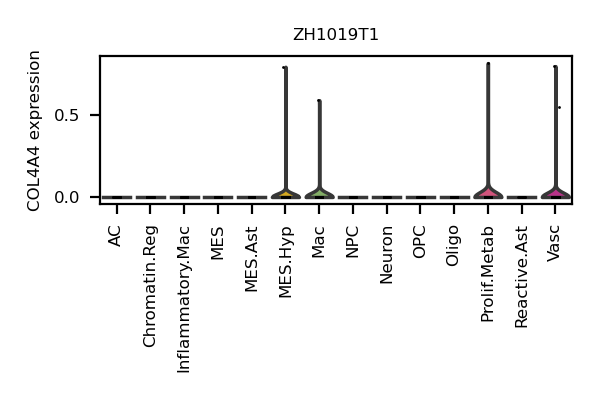 ZH1019T1
COL4A4 expression
0.5
0.0
AC
Chromatin.Reg
Inflammatory.Mac
MES
MES.Ast
MES.Hyp
Mac
NPC
Neuron
OPC
Oligo
Prolif.Metab
Reactive.Ast
Vasc